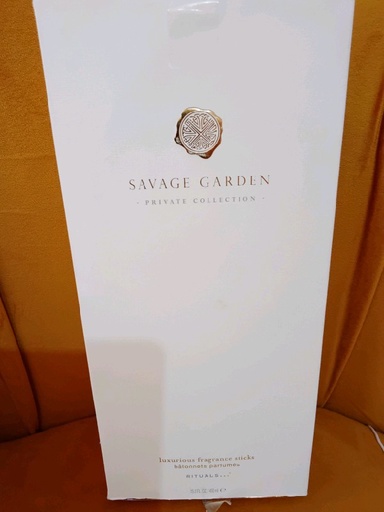 SAVAGE GARDEN
- PRIVATE COLLECTION -
luxurious fragrance sticks
bâtonnets parfumés
RITUALS...